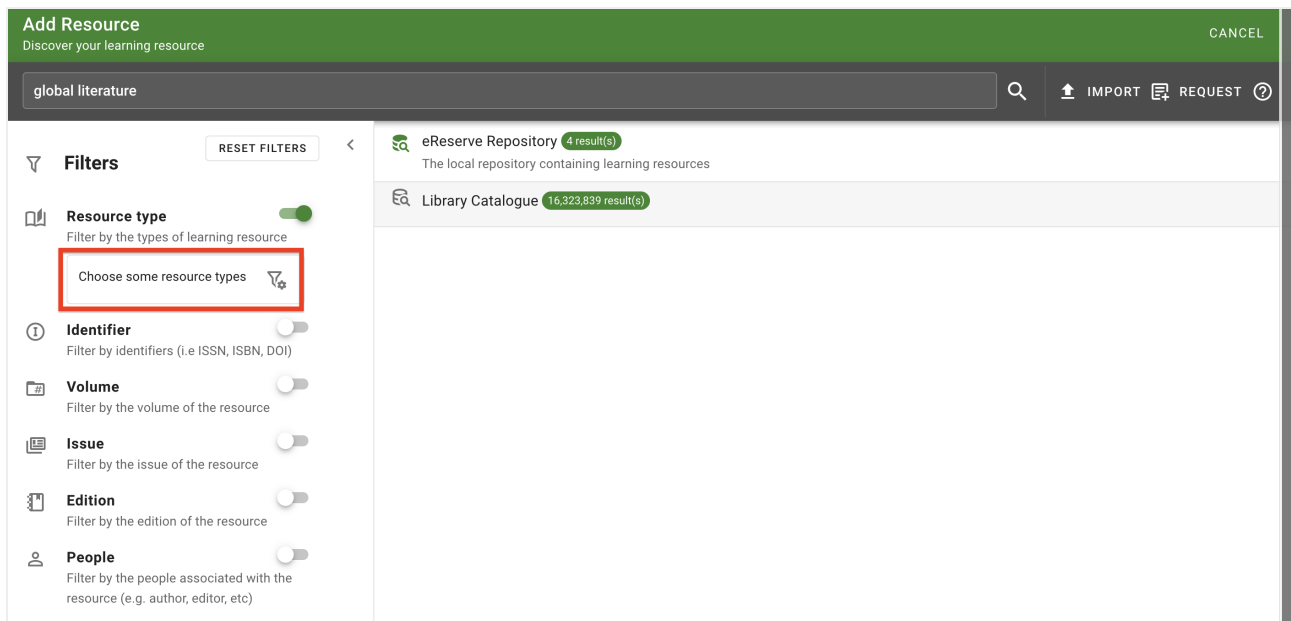 Add Resource
Discover your learning resource
CANCEL
global literature
IMPORT
REQUEST
RESET FILTERS
Filters
Resource type
Filter by the types of learning resource
Choose some resource types
Identifier
Filter by identifiers (i.e ISSN, ISBN, DOI)
Volume
Filter by the volume of the resource
Issue
Filter by the issue of the resource
Edition
Filter by the edition of the resource
People
Filter by the people associated with the
resource (e.g. author, editor, etc)
eReserve Repository 4 result(s)
The local repository containing learning resources
Library Catalogue 16,323,839 result(s)